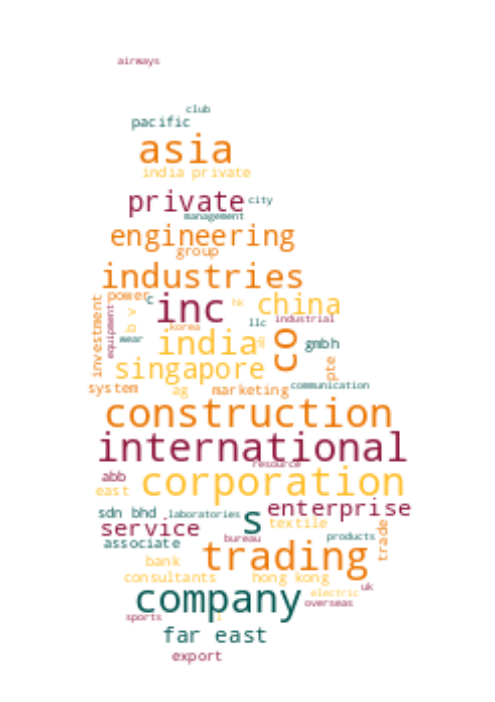 airways
club
pacific
asia
india private
private city
management
engineering
group
industries
power c
investment
equipment
inc
hk
china
b v
korea
llc
industrial
wear
india
co
gmbh
singapore
pte
system
ag
marketing
communication
construction
international
resource
abb
corporation
east
sdn bhd
laboratories
s
enterprise
service
textile
associate
bureau
products
trade
trading
bank
consultants
hong kong
uk
company
electric
overseas
sports
far east
export